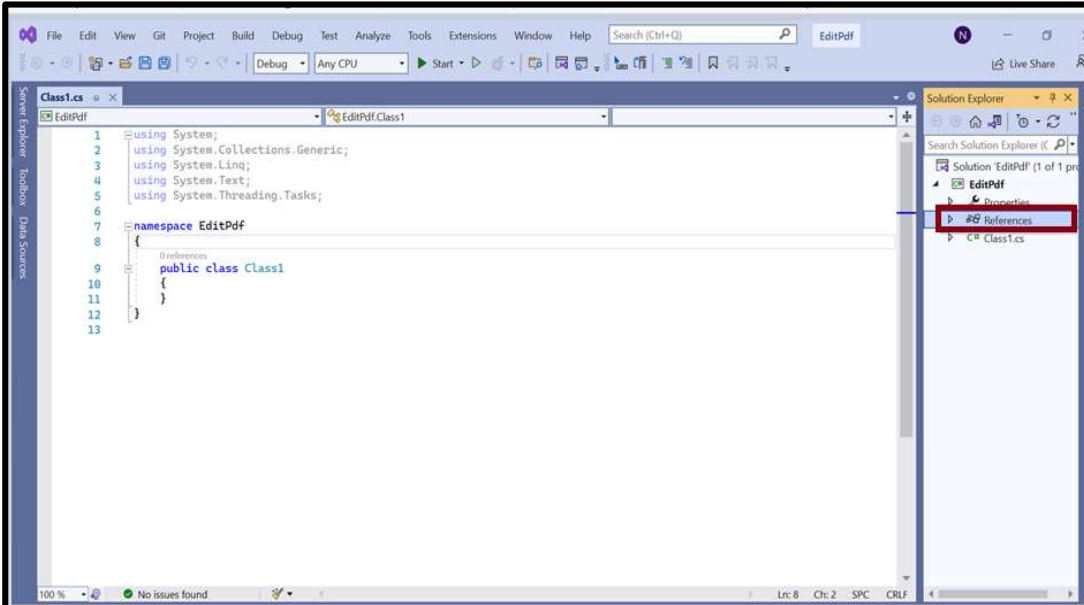 File Edit View Git Project Build Debug Test Analyze Tools Extensions Window Help Search (Ctrl+Q) EditPdf N
Debug Any CPU Start Live Share
Server Explorer
Toolbox
Data Sources
Class1.cs
EditPdf EditPdf.Class1
1 using System;
2 using System.Collections.Generic;
3 using System.Linq;
4 using System.Text;
5 using System.Threading.Tasks;
6
7 namespace EditPdf
8 {
0 references
9 public class Class1
10 {
11 }
12 }
13
100 % No issues found Ln: 8 Ch: 2 SPC CRLF
Solution Explorer
Search Solution Explorer (C
Solution 'EditPdf' (1 of 1 pro
C# EditPdf
Properties
References
C# Class1.cs